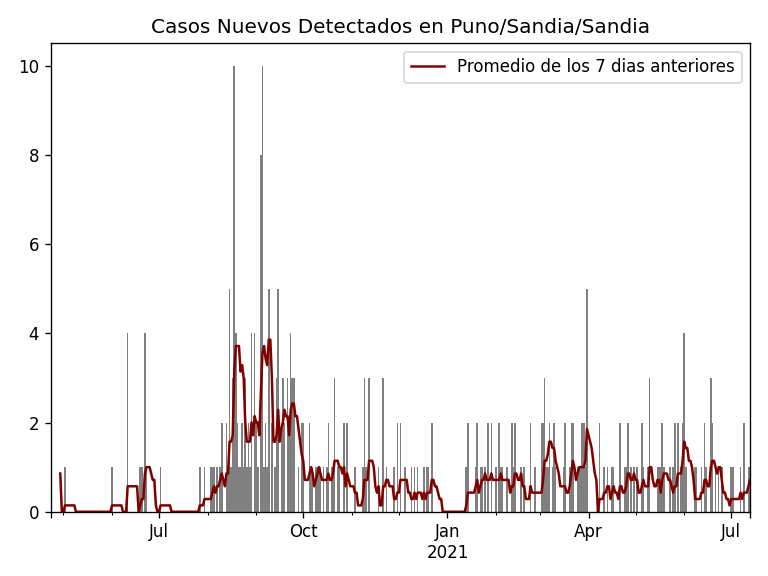 Casos Nuevos Detectados en Puno/Sandia/Sandia
Promedio de los 7 dias anteriores
10
8
6
4
2
0
Jul
Oct
Jan
Apr
Jul
2021